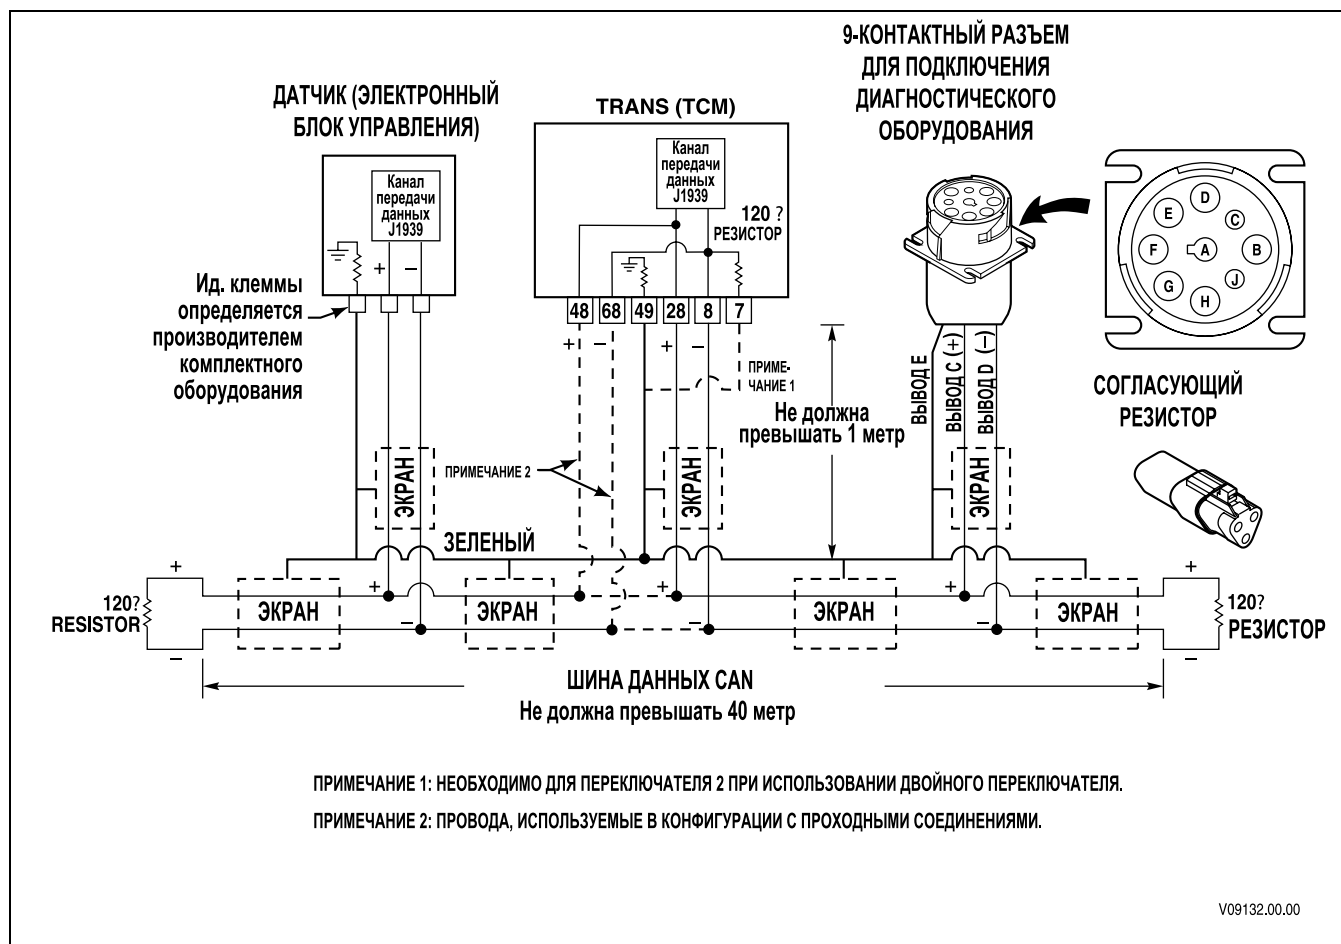 9-КОНТАКТНЫЙ РАЗЪЕМ
ДЛЯ ПОДКЛЮЧЕНИЯ
ДИАГНОСТИЧЕСКОГО
ОБОРУДОВАНИЯ
ДАТЧИК (ЭЛЕКТРОННЫЙ
БЛОК УПРАВЛЕНИЯ)
TRANS (TCM)
Канал
передачи
данных
J1939
Канал
передачи
данных
J1939
120 ?
РЕЗИСТОР
+
–
Ид. клеммы
определяется
производителем
комплектного
оборудования
48
68
49
28
8
7
+
–
+
–
ПРИМЕ-
ЧАНИЕ 1
Не должна
превышать 1 метр
ВЫВОД E
ВЫВОД C (+)
ВЫВОД D (–)
D
E
C
F
A
B
G
J
H
СОГЛАСУЮЩИЙ
РЕЗИСТОР
ЭКРАН
ПРИМЕЧАНИЕ 2
ЭКРАН
ЭКРАН
ЗЕЛЕНЫЙ
+
120?
RESISTOR
–
ЭКРАН
+
–
ЭКРАН
+
ЭКРАН
+
–
ЭКРАН
+
–
ЭКРАН
+
120?
РЕЗИСТОР
–
ШИНА ДАННЫХ CAN
Не должна превышать 40 метр
ПРИМЕЧАНИЕ 1: НЕОБХОДИМО ДЛЯ ПЕРЕКЛЮЧАТЕЛЯ 2 ПРИ ИСПОЛЬЗОВАНИИ ДВОЙНОГО ПЕРЕКЛЮЧАТЕЛЯ.
ПРИМЕЧАНИЕ 2: ПРОВОДА, ИСПОЛЬЗУЕМЫЕ В КОНФИГУРАЦИИ С ПРОХОДНЫМИ СОЕДИНЕНИЯМИ.
V09132.00.00